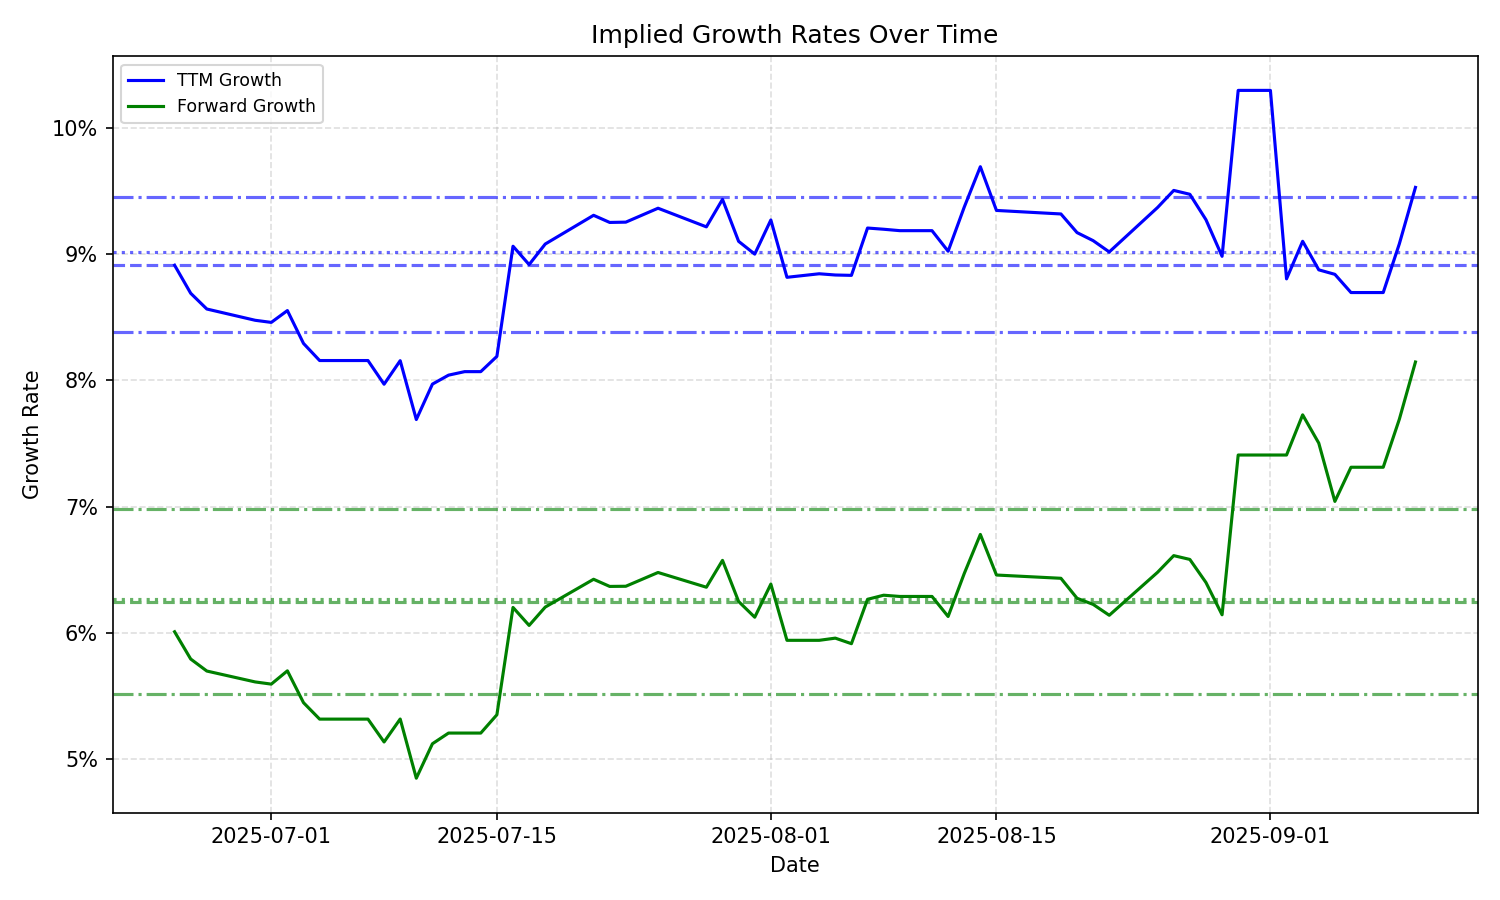 Implied Growth Rates Over Time
TTM Growth
Forward Growth
10%
9%
8%
7%
6%
5%
Growth Rate
2025-07-01
2025-07-15
2025-08-01
2025-08-15
2025-09-01
Date